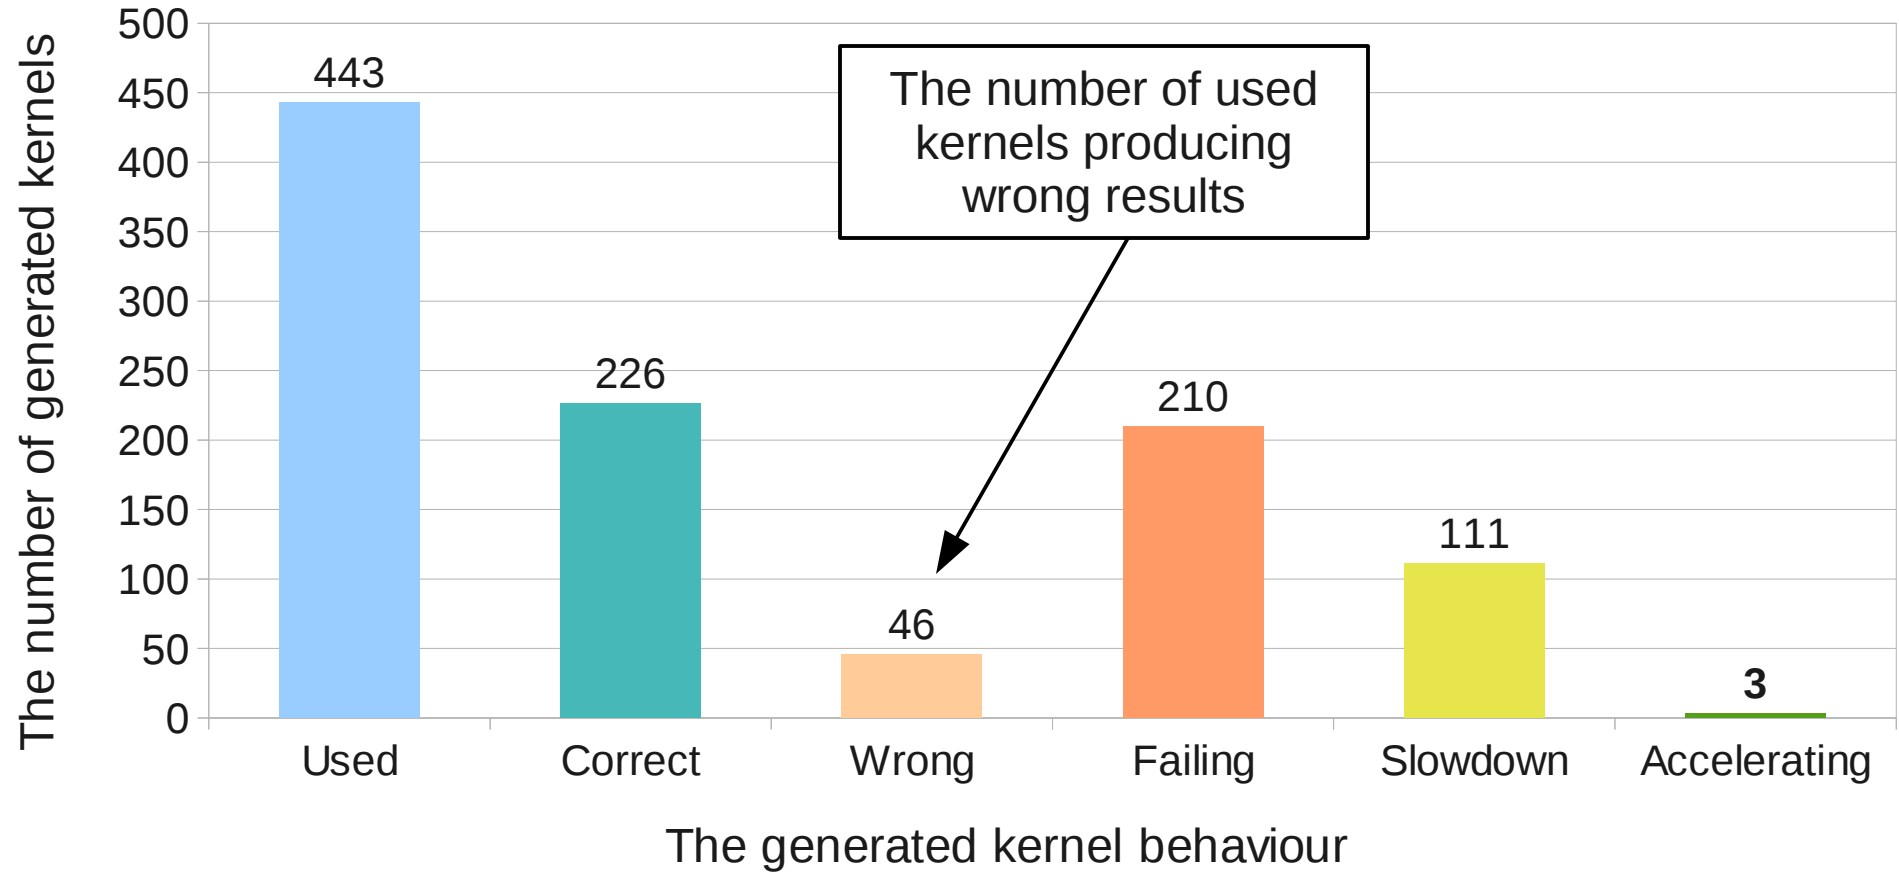 The number of generated kernels
500
450
400
350
300
250
200
150
100
50
0
443
226
46
210
111
3
The number of used
kernels producing
wrong results
Used
Correct
Wrong
Failing
Slowdown
Accelerating
The generated kernel behaviour